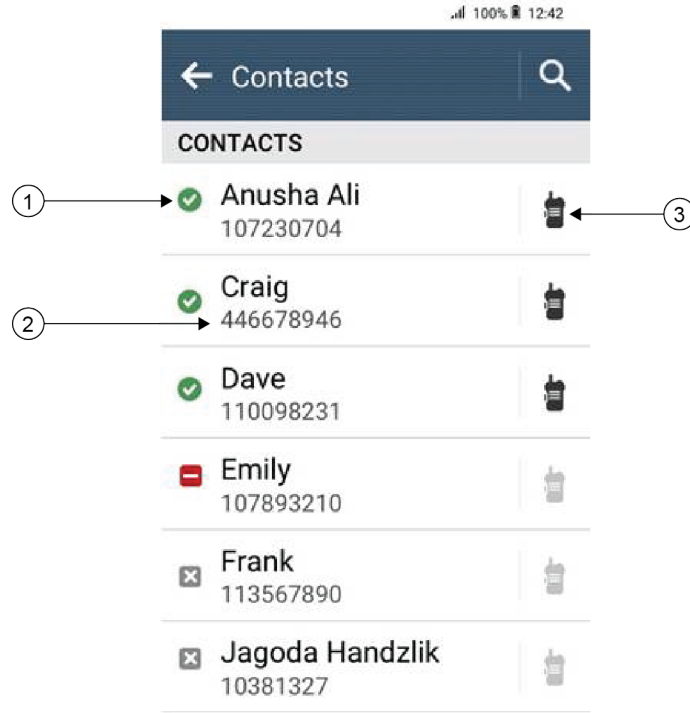 100% 12:42
Contacts
CONTACTS
1 Anusha Ali
107230704 3
Craig
2 446678946
Dave
110098231
Emily
107893210
Frank
113567890
Jagoda Handzlik
10381327